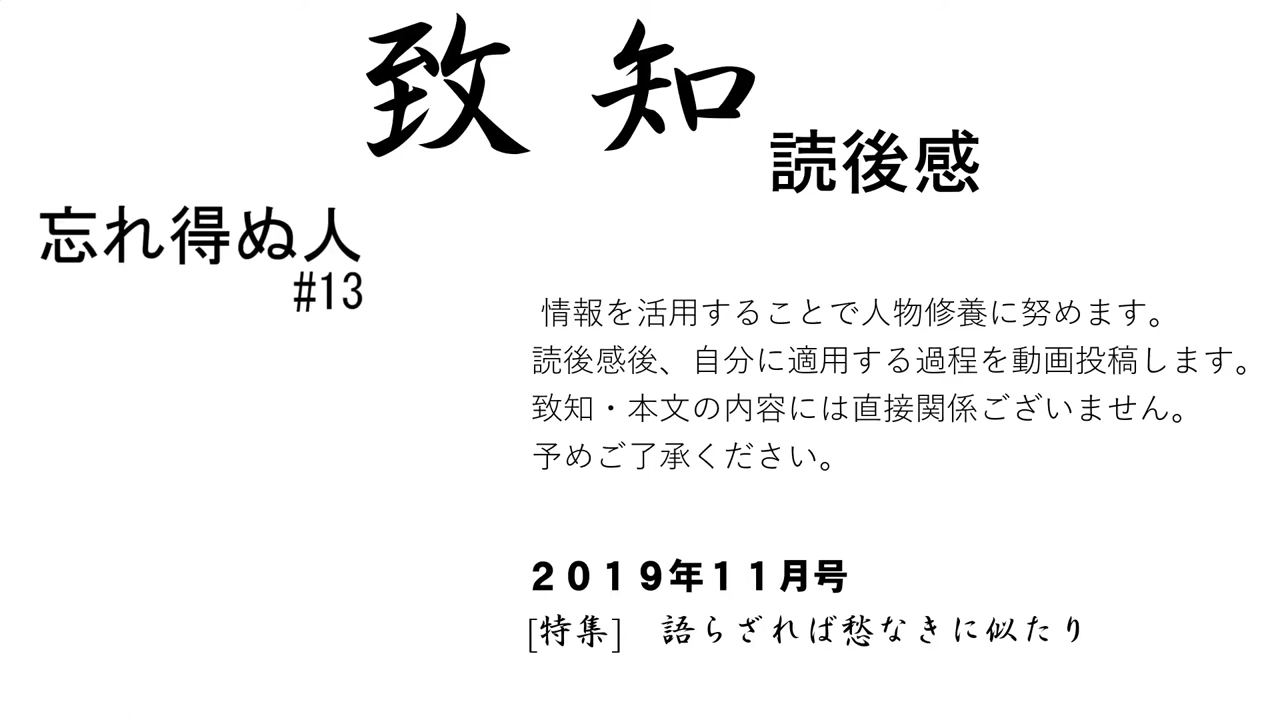 致知
読後感
忘れ得ぬ人
#13
情報を活用することで人物修養に努めます。
読後感後、自分に適用する過程を動画投稿します。
致知・本文の内容には直接関係ございません。
予めご了承ください。
２０１９年１１月号
[特集]　語らざれば愁なきに似たり